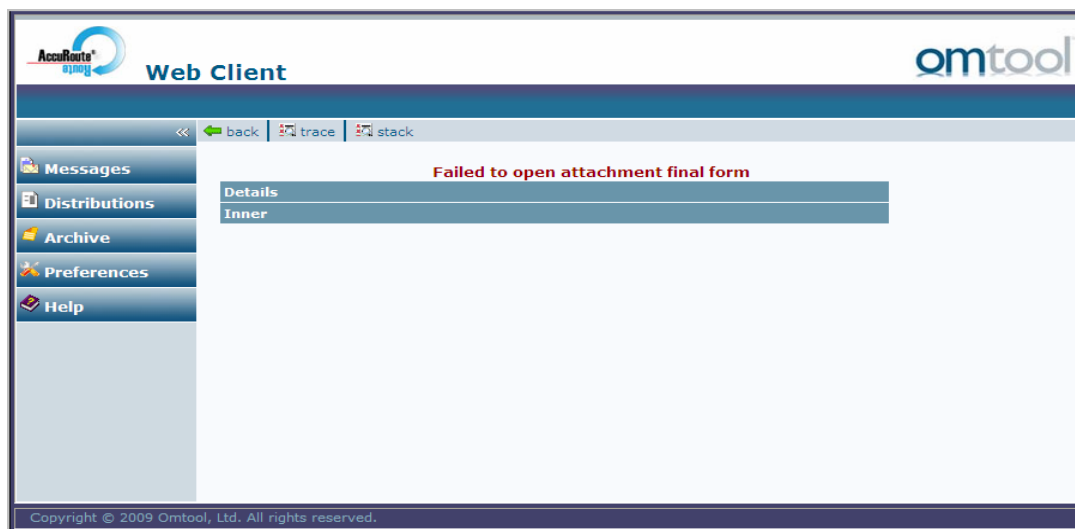 AccuRoute®
Route
Web Client
omtool
« back trace stack
Messages
Distributions
Archive
Preferences
Help
Failed to open attachment final form
Details
Inner
Copyright © 2009 Omtool, Ltd. All rights reserved.